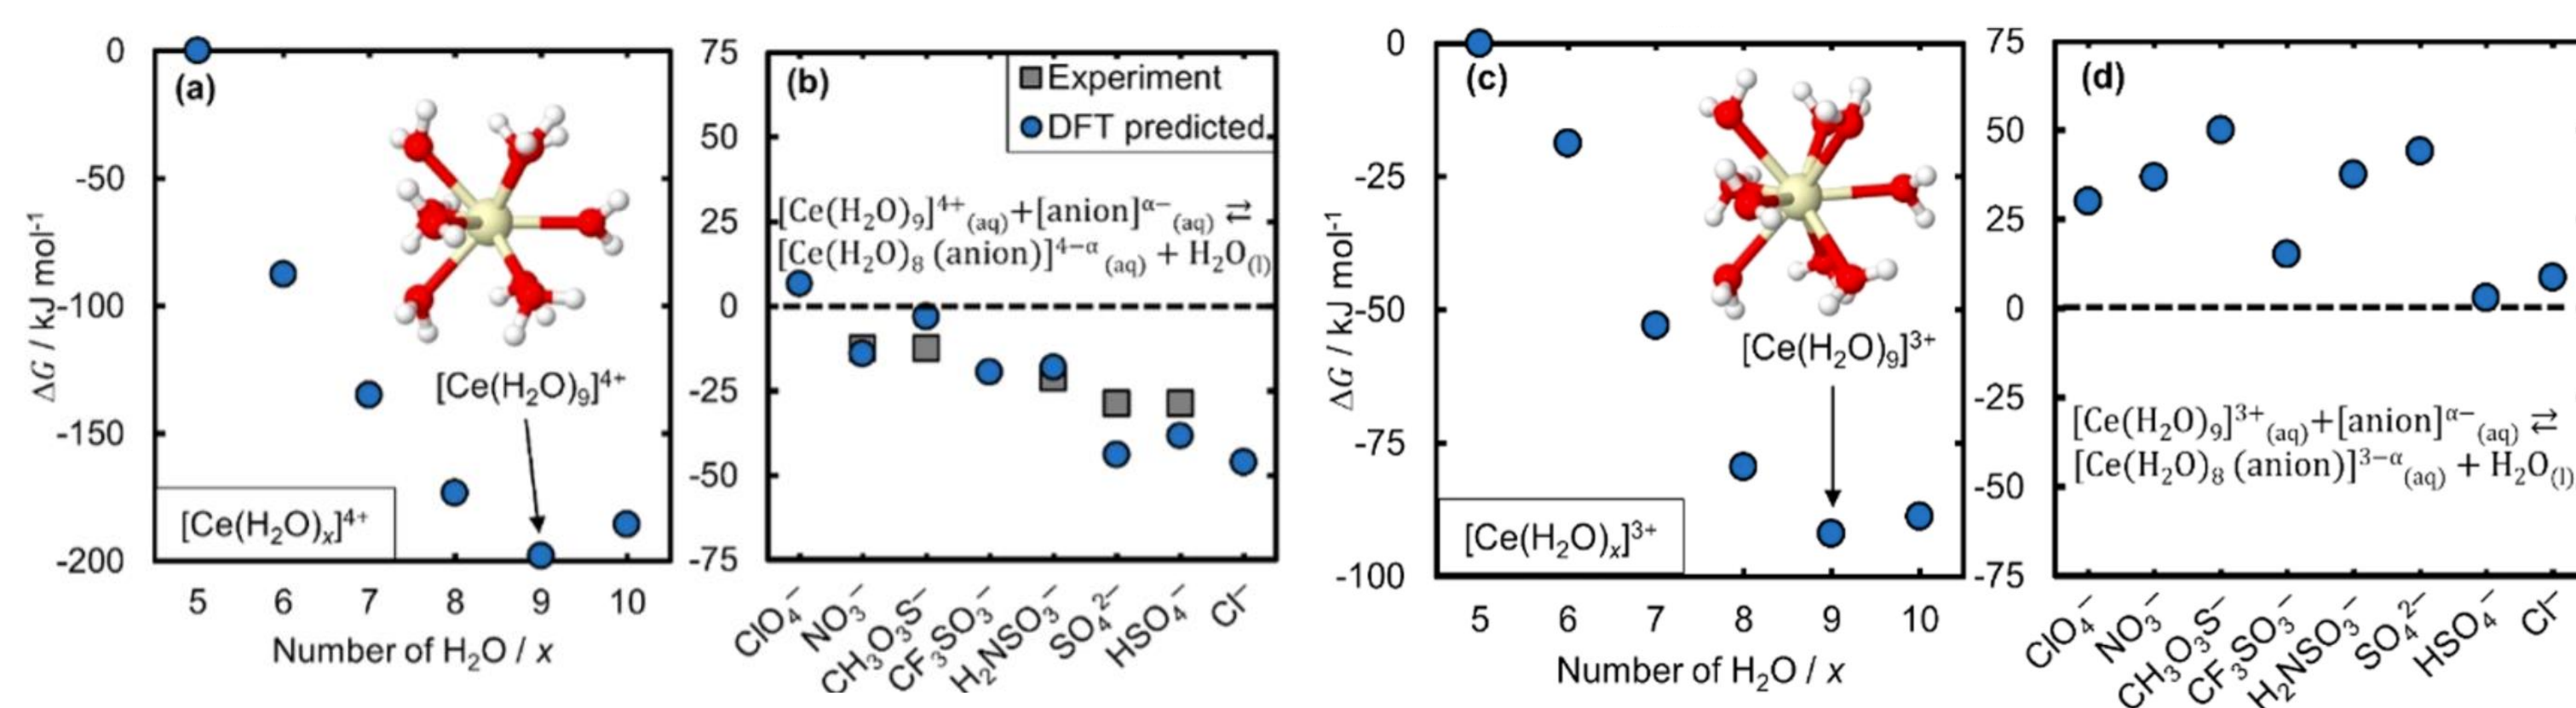 (a)
0
-50
-100
-150
-200
ΔG / kJ mol⁻¹
[Ce(H₂O)₉]⁴⁺
[Ce(H₂O)ₓ]⁴⁺
5 6 7 8 9 10
Number of H₂O / x
(b)
75
50
25
0
-25
-50
-75
Experiment
DFT predicted
[Ce(H₂O)₉]⁴⁺₍aq₎+[anion]ᵅ⁻₍aq₎ ⇄
[Ce(H₂O)₈ (anion)]⁴⁻ᵅ ₍aq₎ + H₂O₍l₎
ClO₄⁻
NO₃⁻
CH₃O₃S⁻
CF₃SO₃⁻
H₂NSO₃⁻
SO₄²⁻
HSO₄⁻
Cl⁻
(c)
0
-25
-50
-75
-100
ΔG / kJ mol⁻¹
[Ce(H₂O)₉]³⁺
[Ce(H₂O)ₓ]³⁺
5 6 7 8 9 10
Number of H₂O / x
(d)
75
50
25
0
-25
-50
-75
[Ce(H₂O)₉]³⁺₍aq₎+[anion]ᵅ⁻₍aq₎ ⇄
[Ce(H₂O)₈ (anion)]³⁻ᵅ₍aq₎ + H₂O₍l₎
ClO₄⁻
NO₃⁻
CH₃O₃S⁻
CF₃SO₃⁻
H₂NSO₃⁻
SO₄²⁻
HSO₄⁻
Cl⁻